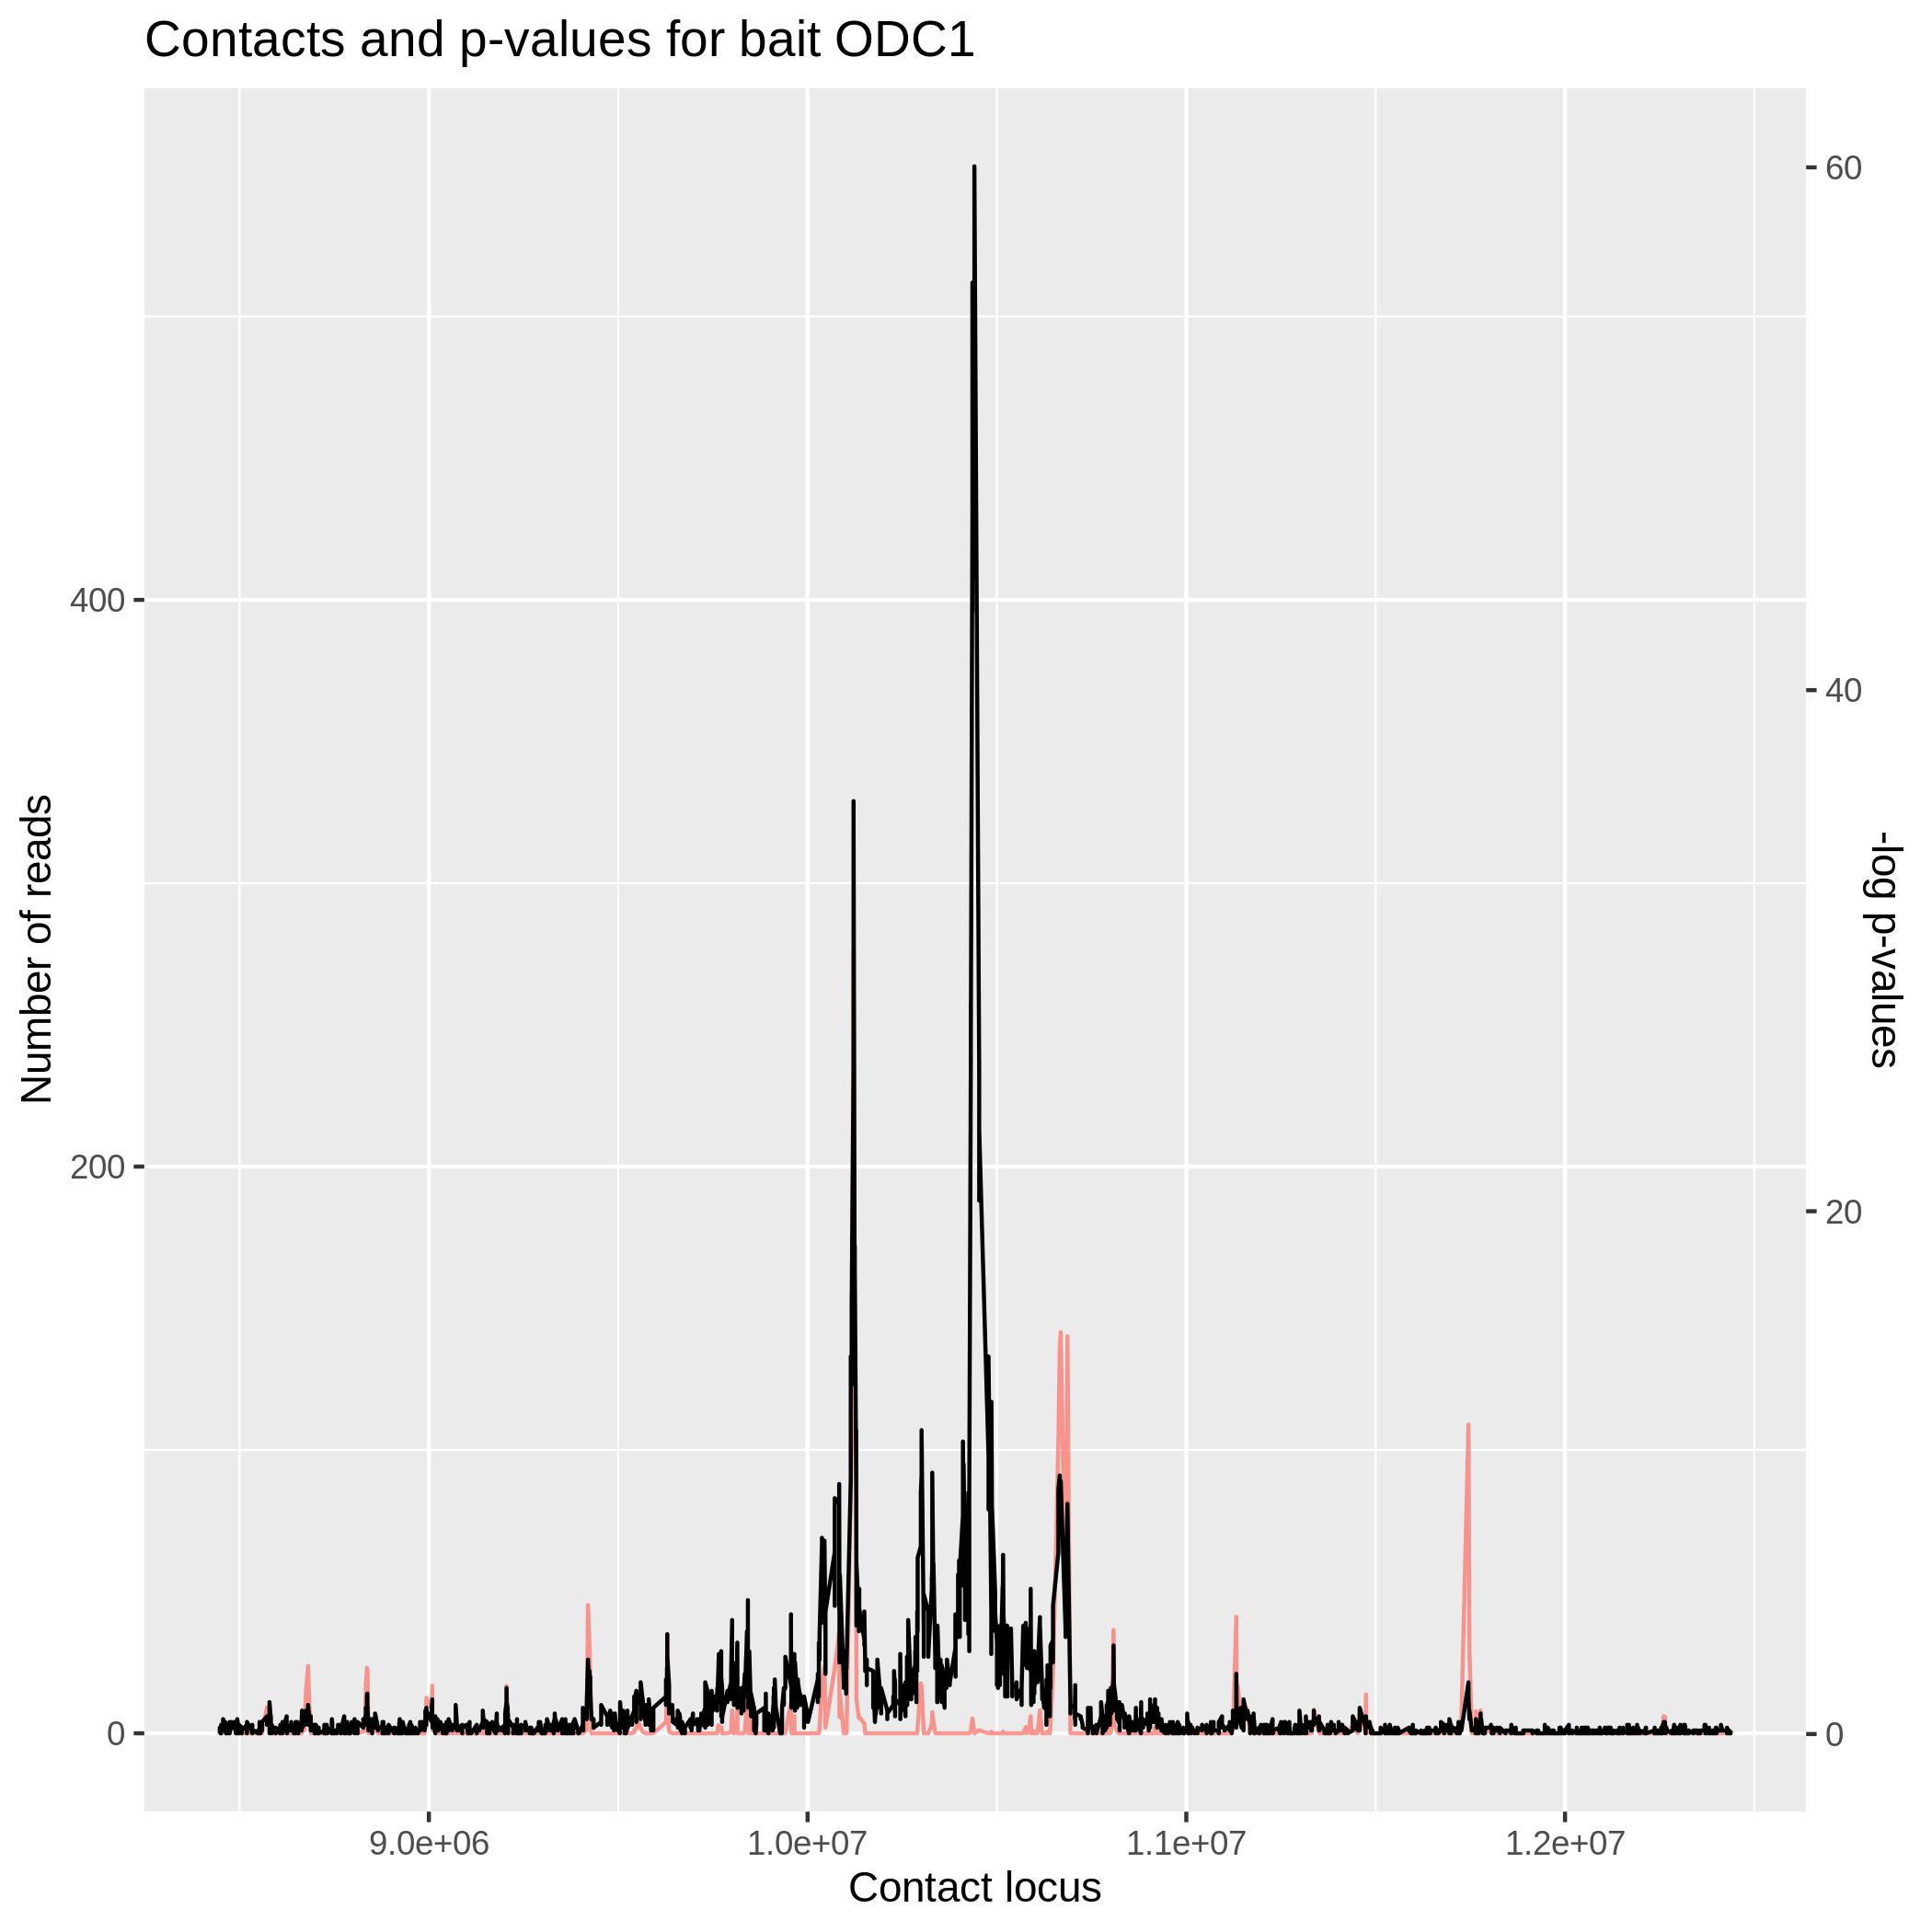 Contacts and p-values for bait ODC1
Number of reads
400
200
0
60
40
20
0
-log p-values
9.0e+06
1.0e+07
1.1e+07
1.2e+07
Contact locus